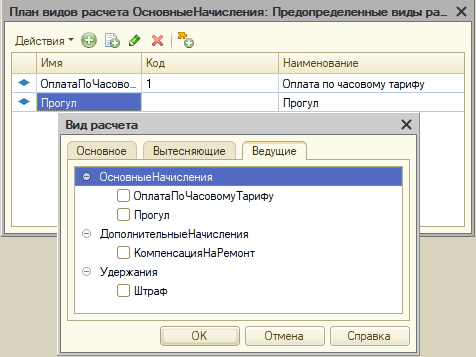 План видов расчета ОсновныеНачисления: Предопределенные виды ра...
Действия
Имя Код Наименование
ОплатаПоЧасово... 1 Оплата по часовому тарифу
Прогул Прогул
Вид расчета
Основное Вытесняющие Ведущие
ОсновныеНачисления
ОплатаПоЧасовомуТарифу
Прогул
ДополнительныеНачисления
КомпенсацияНаРемонт
Удержания
Штраф
OK Отмена Справка